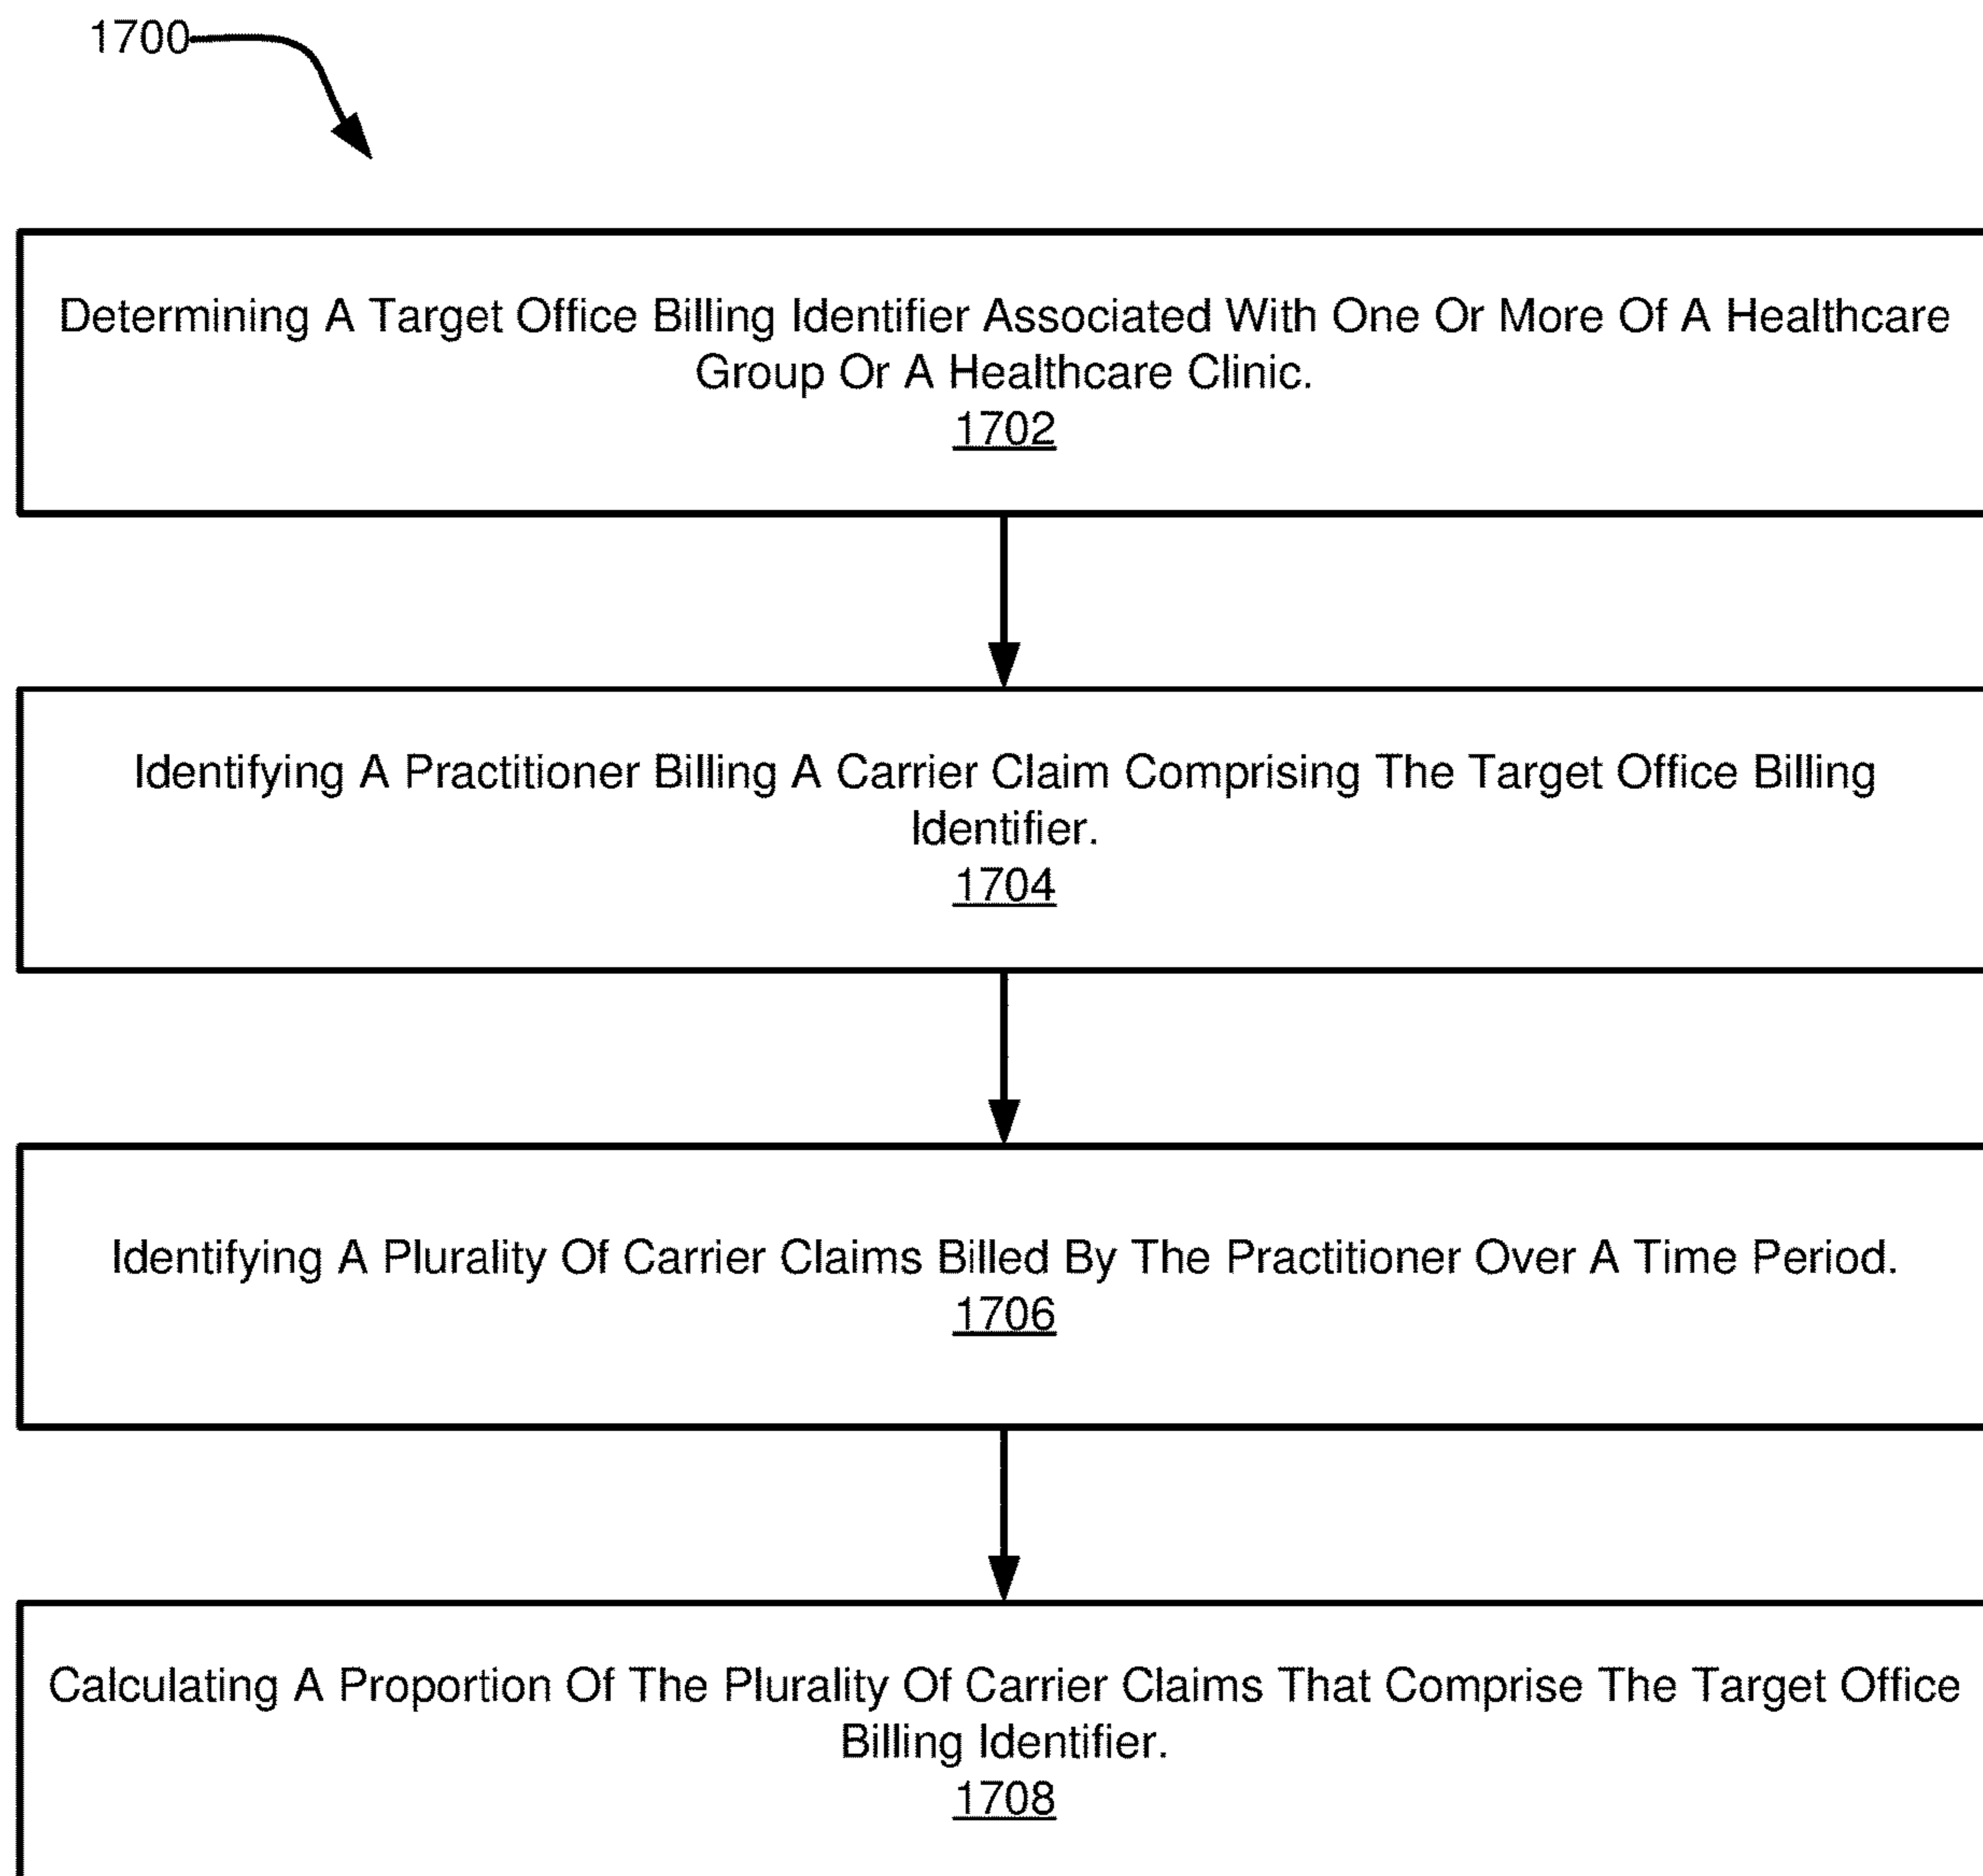 1700
Determining A Target Office Billing Identifier Associated With One Or More Of A Healthcare
Group Or A Healthcare Clinic.
1702
Identifying A Practitioner Billing A Carrier Claim Comprising The Target Office Billing
Identifier.
1704
Identifying A Plurality Of Carrier Claims Billed By The Practitioner Over A Time Period.
1706
Calculating A Proportion Of The Plurality Of Carrier Claims That Comprise The Target Office
Billing Identifier.
1708